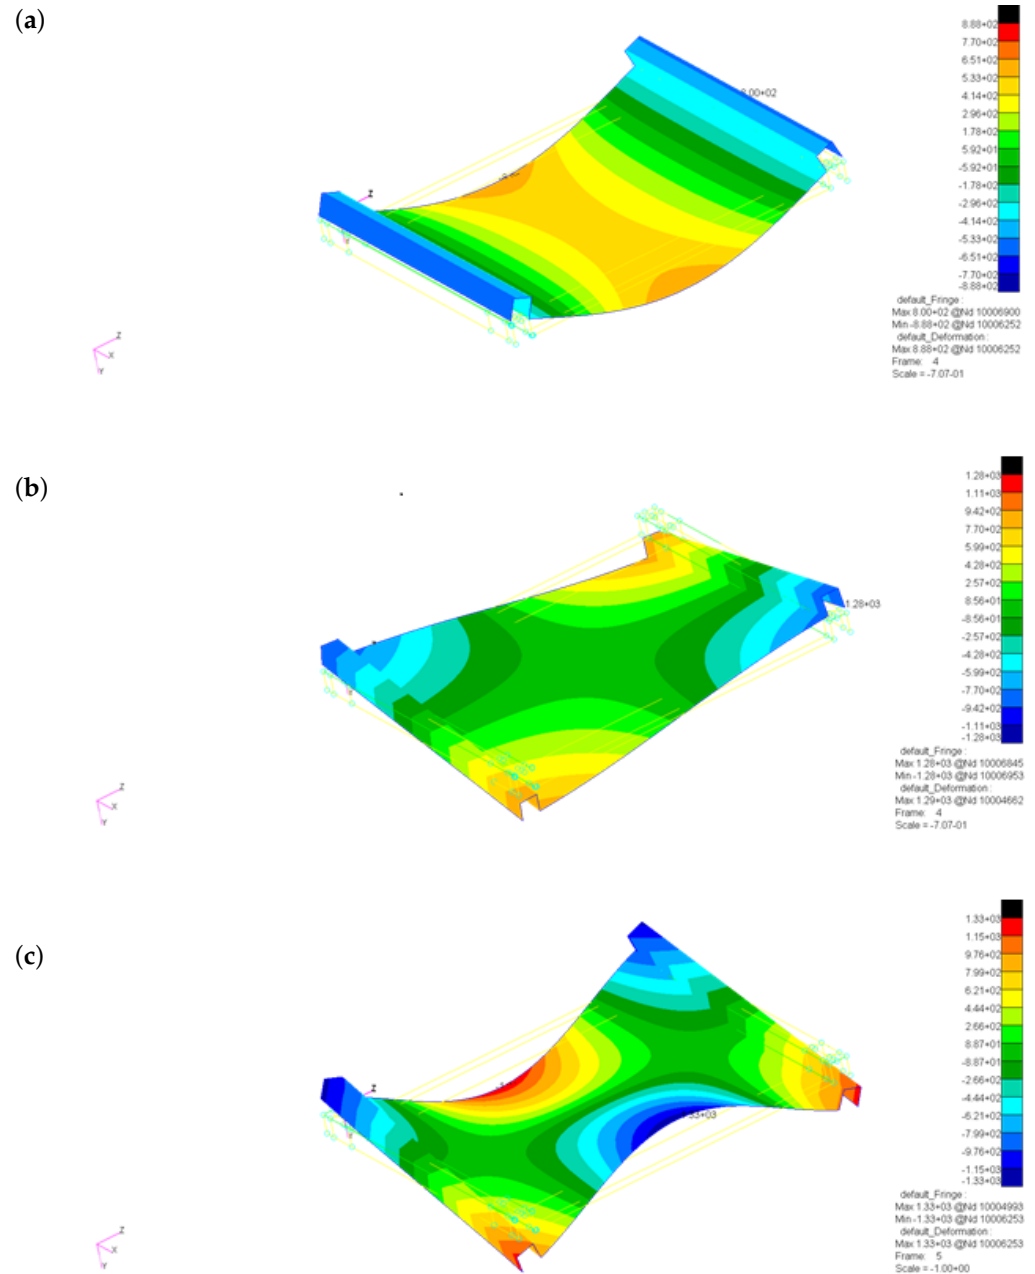 (a)
8.88+02
7.70+02
6.51+02
5.33+02
4.14+02
2.96+02
1.78+02
5.92+01
-5.92+01
-1.78+02
-2.96+02
-4.14+02
-5.33+02
-6.51+02
-7.70+02
-8.88+02
8.00+02
Z
Y
Z
X
Y
default_Fringe :
Max 8.00+02 @Nd 10006900
Min -8.88+02 @Nd 10006252
default_Deformation :
Max 8.88+02 @Nd 10006252
Frame: 4
Scale = -7.07-01
(b)
1.28+03
1.11+03
9.42+02
7.70+02
5.99+02
4.28+02
2.57+02
8.56+01
-8.56+01
-2.57+02
-4.28+02
-5.99+02
-7.70+02
-9.42+02
-1.11+03
-1.28+03
1.28+03
Z
X
Y
default_Fringe :
Max 1.28+03 @Nd 10006845
Min -1.28+03 @Nd 10006953
default_Deformation :
Max 1.29+03 @Nd 10004662
Frame: 4
Scale = -7.07-01
(c)
1.33+03
1.15+03
9.76+02
7.99+02
6.21+02
4.44+02
2.66+02
8.87+01
-8.87+01
-2.66+02
-4.44+02
-6.21+02
-7.99+02
-9.76+02
-1.15+03
-1.33+03
Z
Z
X
Y
default_Fringe :
Max 1.33+03 @Nd 10004993
Min -1.33+03 @Nd 10006253
default_Deformation :
Max 1.33+03 @Nd 10006253
Frame: 5
Scale = -1.00+00